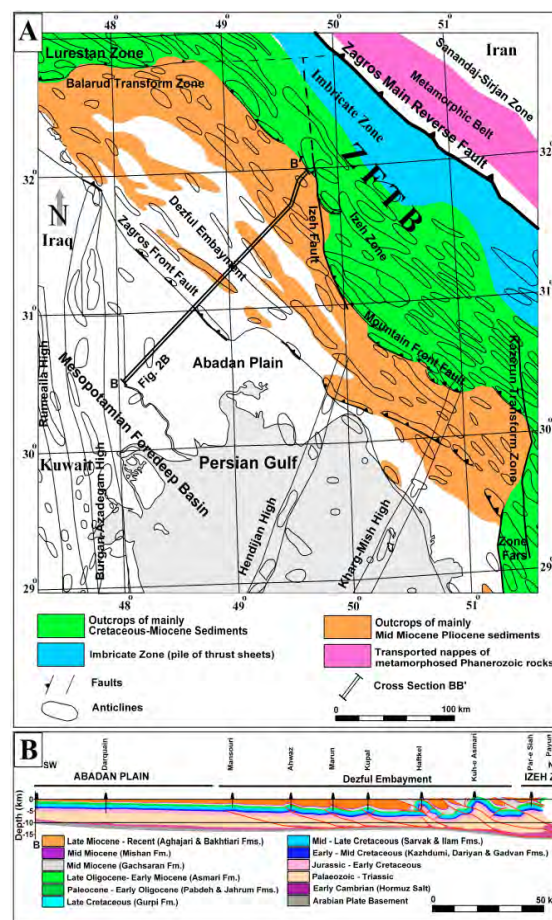 A
Iran
Lurestan Zone
Balarud Transform Zone
Sanandaj-Sirjan Zone
Metamorphic Belt
Zagros Main Reverse Fault
Imbricate Zone
ZFTB
N
Iraq
Zagros Front Fault
Dezful Embayment
B'
Izeh Fault
Izeh Zone
Mountain Front Fault
Kazerun Transform Zone
Fig. 2B
B
Abadan Plain
Mesopotamian Foredeep Basin
Rumeaila High
Kuwait
Burgan-Azadegan High
Persian Gulf
Hendijan High
Kharg-Mish High
Zone Fars
48 49 50 51
32
31
30
29
32
31
30
29
48 49 50 51
Outcrops of mainly
Cretaceous-Miocene Sediments
Imbricate Zone (pile of thrust sheets)
Faults
Anticlines
Outcrops of mainly
Mid Miocene Pliocene sediments
Transported nappes of
metamorphosed Phanerozoic rocks
Cross Section BB'
0 100 km
B
SW
Darquain
Mansouri
Ahwaz
Marun
Kupal
Haftkel
Kuh-e Asmari
Par-e Siah
ABADAN PLAIN
Dezful Embayment
IZEH Z
Depth (km)
0
-5
-10
-15
B
Late Miocene - Recent (Aghajari & Bakhtiari Fms.)
Mid Miocene (Mishan Fm.)
Mid Miocene (Gachsaran Fm.)
Late Oligocene-Early Miocene (Asmari Fm.)
Paleocene- Early Oligocene (Pabdeh & Jahrum Fms.)
Late Cretaceous (Gurpi Fm.)
Mid - Late Cretaceous (Sarvak & Ilam Fms.)
Early - Mid Cretaceous (Kazhdumi, Dariyan & Gadvan Fms.)
Jurassic - Early Cretaceous
Palaeozoic - Triassic
Early Cambrian (Hormuz Salt)
Arabian Plate Basement
0 50 k